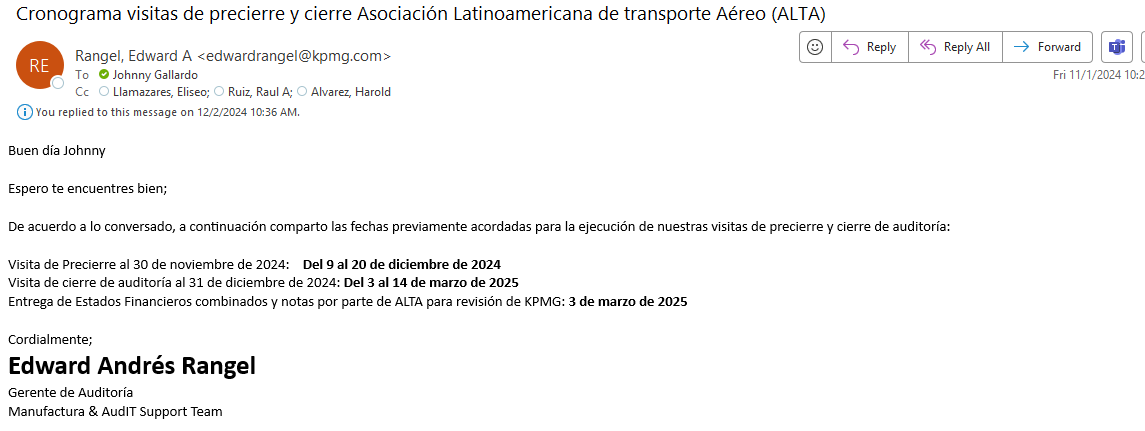 Cronograma visitas de precierre y cierre Asociación Latinoamericana de transporte Aéreo (ALTA)
RE
Rangel, Edward A <edwardrangel@kpmg.com>
To Johnny Gallardo
Cc Llamazares, Eliseo; Ruiz, Raul A; Alvarez, Harold
Reply
Reply All
Forward
Fri 11/1/2024 10:2
You replied to this message on 12/2/2024 10:36 AM.
Buen día Johnny
Espero te encuentres bien;
De acuerdo a lo conversado, a continuación comparto las fechas previamente acordadas para la ejecución de nuestras visitas de precierre y cierre de auditoría:
Visita de Precierre al 30 de noviembre de 2024: Del 9 al 20 de diciembre de 2024
Visita de cierre de auditoría al 31 de diciembre de 2024: Del 3 al 14 de marzo de 2025
Entrega de Estados Financieros combinados y notas por parte de ALTA para revisión de KPMG: 3 de marzo de 2025
Cordialmente;
Edward Andrés Rangel
Gerente de Auditoría
Manufactura & AudIT Support Team